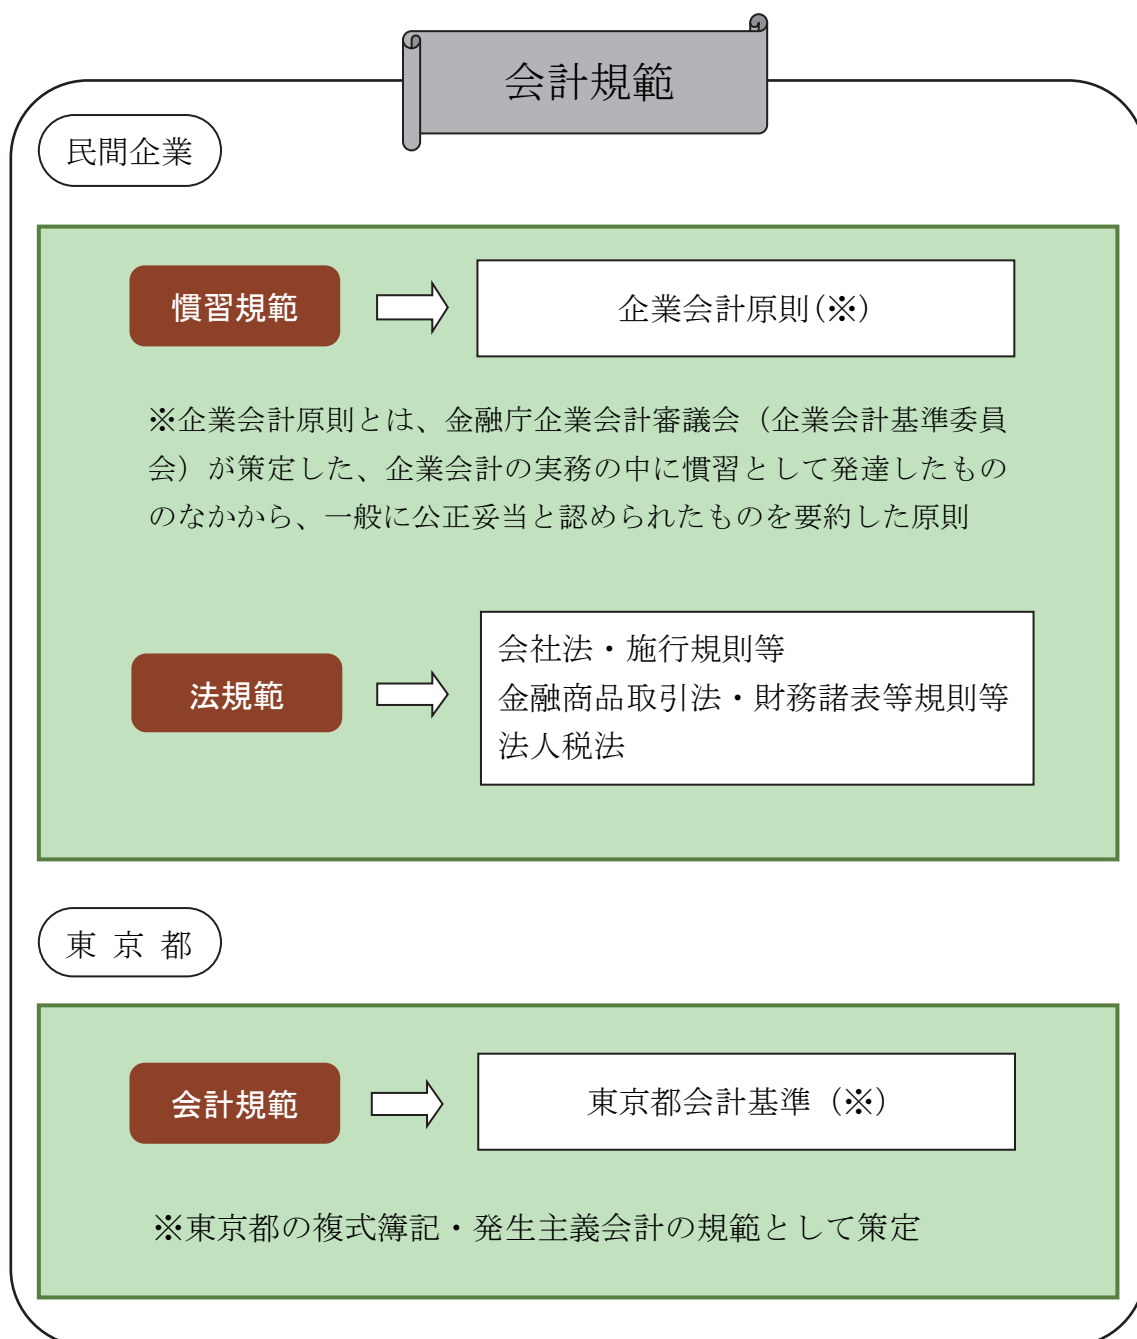 会計規範
民間企業
慣習規範
企業会計原則(※)
※企業会計原則とは、金融庁企業会計審議会（企業会計基準委員
会）が策定した、企業会計の実務の中に慣習として発達したもの
のなかから、一般に公正妥当と認められたものを要約した原則
法規範
会社法・施行規則等
金融商品取引法・財務諸表等規則等
法人税法
東 京 都
会計規範
東京都会計基準（※）
※東京都の複式簿記・発生主義会計の規範として策定